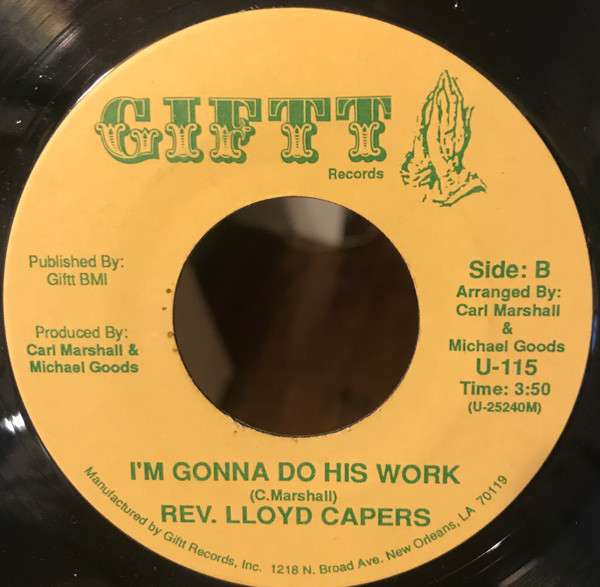 GIFTT
Records
Published By:
Giftt BMI
Produced By:
Carl Marshall &
Michael Goods
Side: B
Arranged By:
Carl Marshall
&
Michael Goods
U-115
Time: 3:50
(U-25240M)
I'M GONNA DO HIS WORK
(C.Marshall)
REV. LLOYD CAPERS
Manufactured by Giftt Records, Inc. 1218 N. Broad Ave. New Orleans, LA 70119